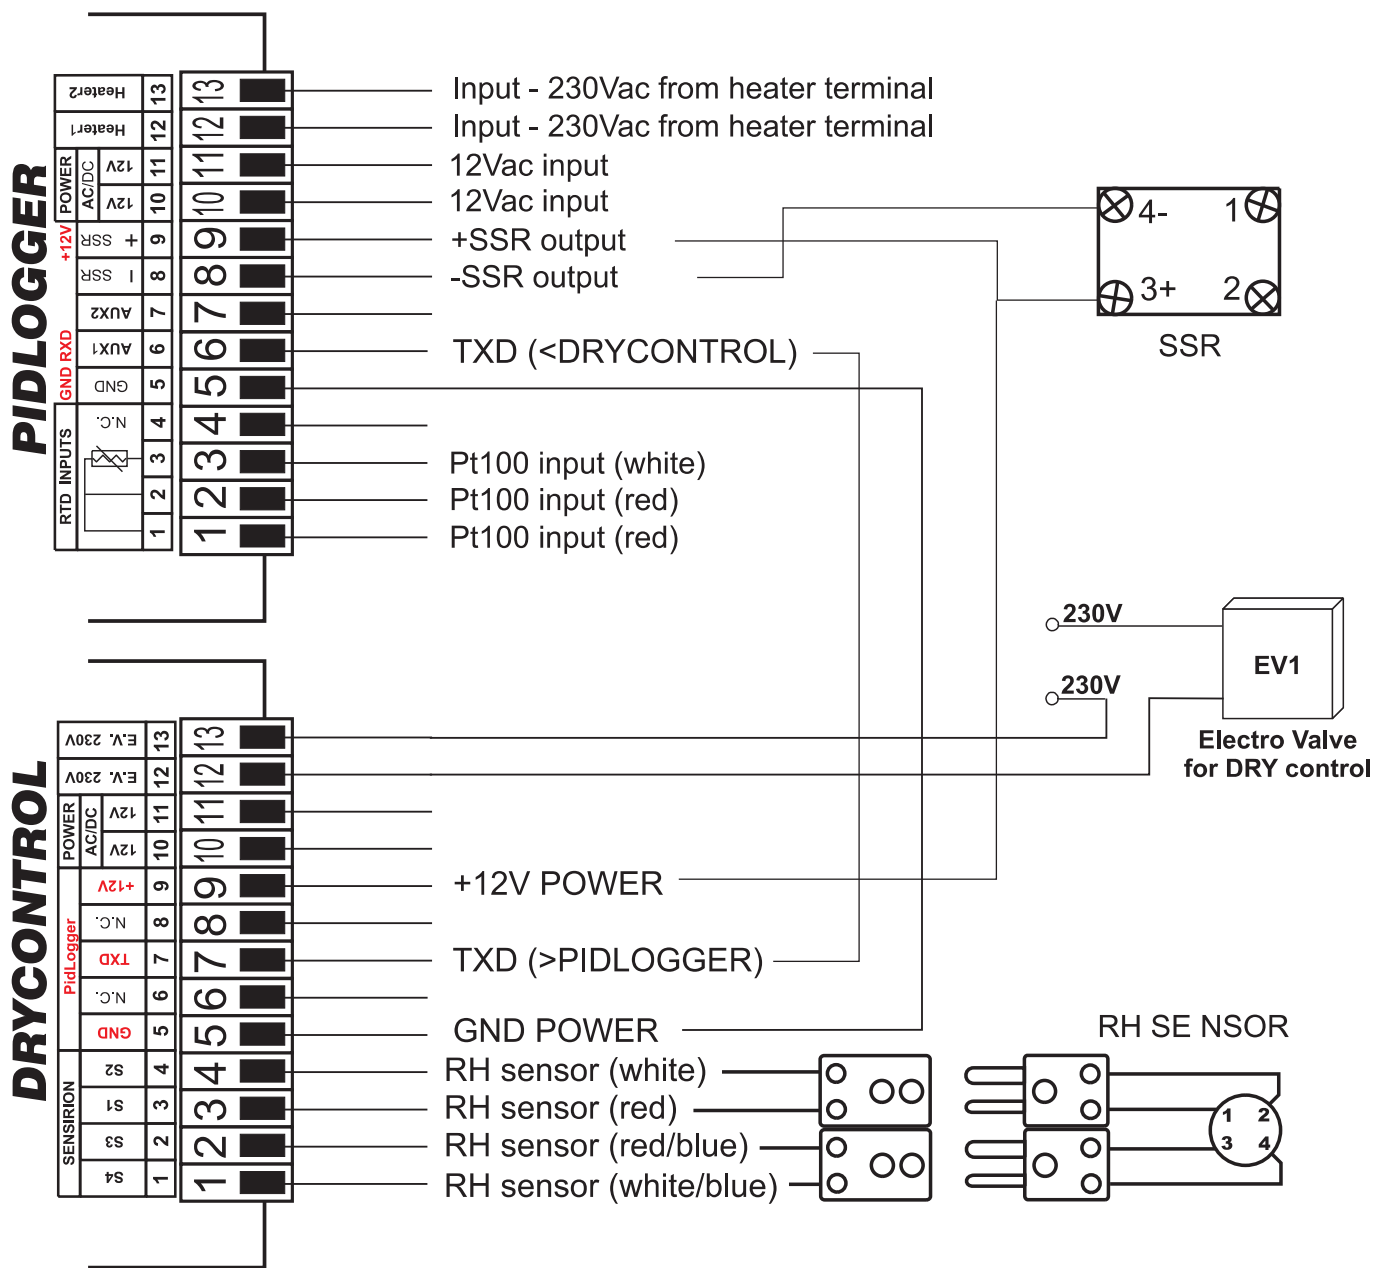 PIDLOGGER
Heater2 13 13 Input - 230Vac from heater terminal
Heater1 12 12 Input - 230Vac from heater terminal
POWER AC/DC 12V 11 11 12Vac input
12V 10 10 12Vac input
+12V SSR + 9 9 +SSR output
SSR - 8 8 -SSR output
AUX2 7 7
GND RXD AUX1 6 6 TXD (<DRYCONTROL)
GND 5 5
RTD INPUTS N.C. 4 4
3 3 Pt100 input (white)
2 2 Pt100 input (red)
1 1 Pt100 input (red)
4- 1
3+ 2
SSR
230V
230V
EV1
Electro Valve
for DRY control
DRYCONTROL
E.V. 230V 13 13
E.V. 230V 12 12
POWER AC/DC 12V 11 11
12V 10 10
PidLogger +12V 9 9 +12V POWER
N.C. 8 8
TXD 7 7 TXD (>PIDLOGGER)
N.C. 6 6
GND 5 5 GND POWER
SENSIRION S2 4 4 RH sensor (white)
S1 3 3 RH sensor (red)
S3 2 2 RH sensor (red/blue)
S4 1 1 RH sensor (white/blue)
RH SE NSOR
1 2
3 4